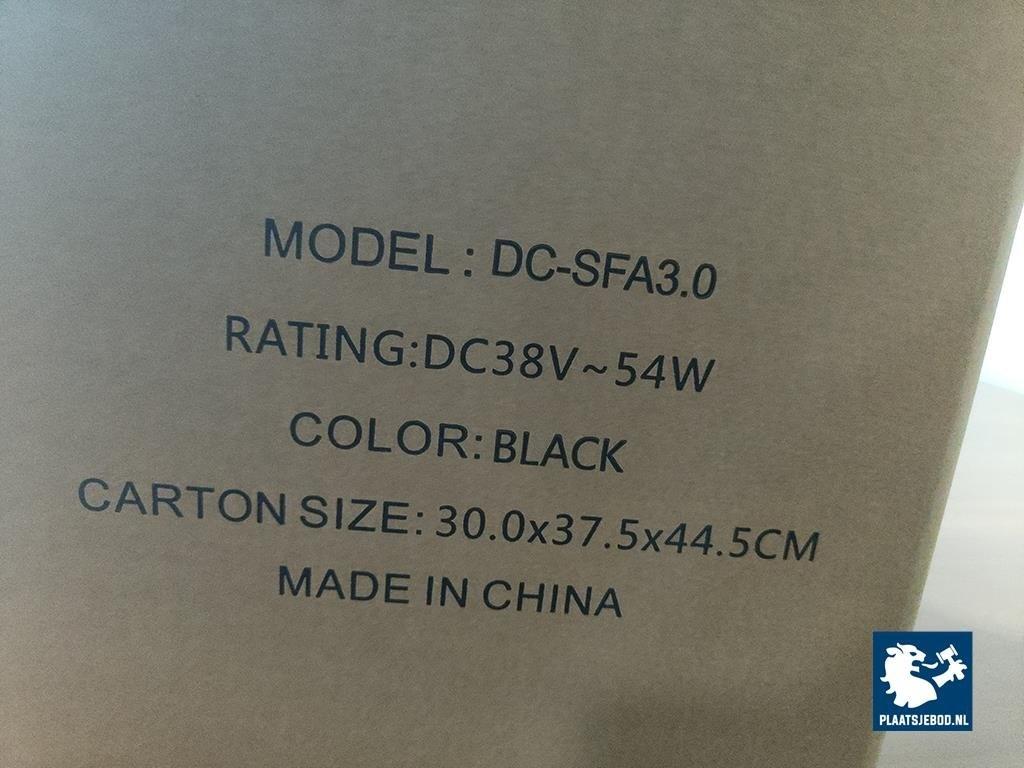 MODEL : DC-SFA3.0
RATING:DC38V~54W
COLOR:BLACK
CARTON SIZE:30.0x37.5x44.5CM
MADE IN CHINA
PLAATSJEBOD.NL